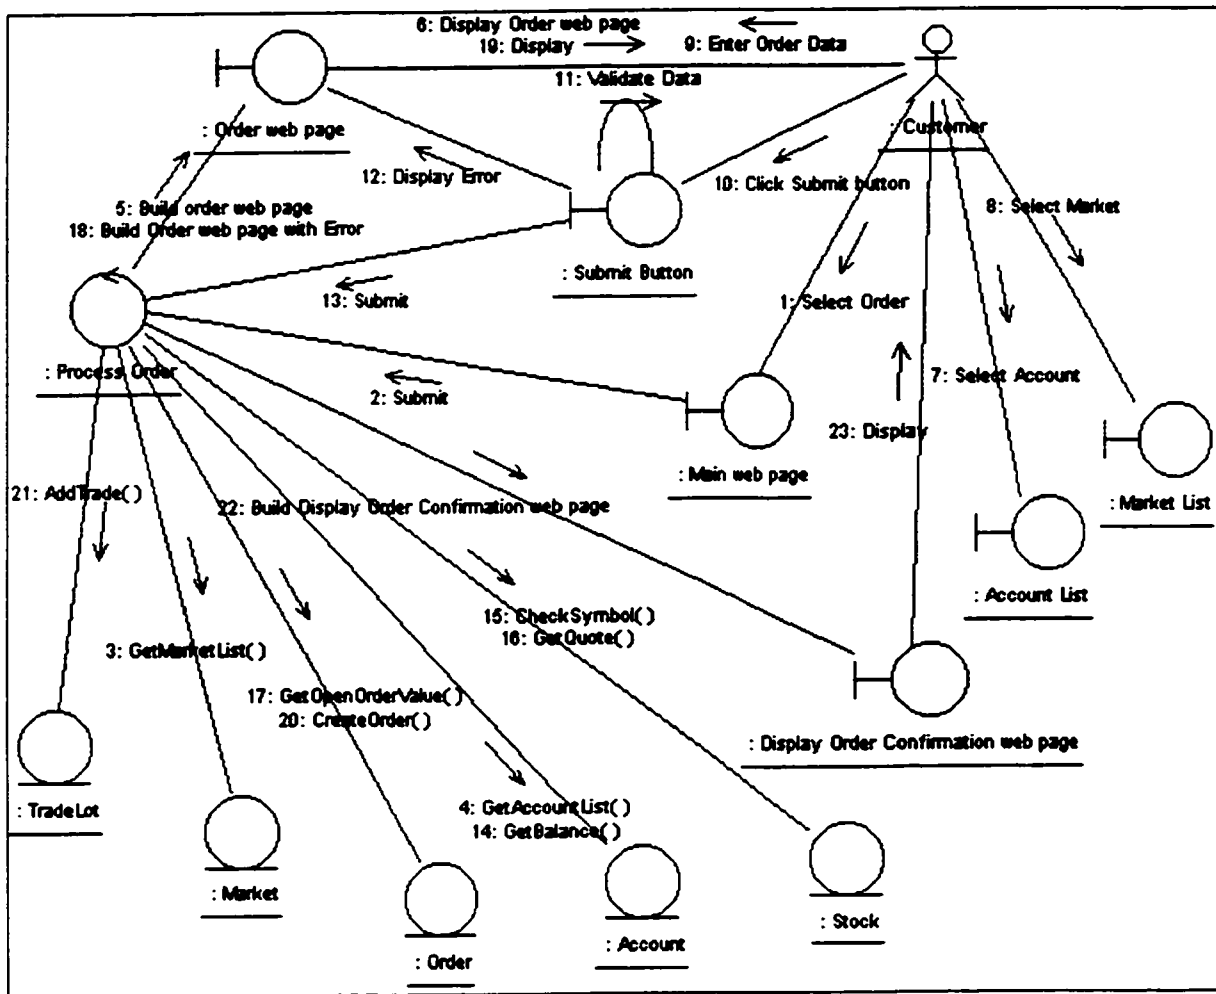 6: Display Order web page
19: Display
9: Enter Order Data
11: Validate Data
: Order web page
: Customer
12: Display Error
10: Click Submit button
5: Build order web page
18: Build Order web page with Error
8: Select Market
: Submit Button
13: Submit
1: Select Order
: Process Order
2: Submit
7: Select Account
23: Display
: Main web page
21: AddTrade( )
22: Build Display Order Confirmation web page
: Market List
: Account List
15: CheckSymbol( )
16: GetQuote( )
3: GetMarketList( )
17: GetOpenOrderValue( )
20: CreateOrder( )
: Display Order Confirmation web page
4: GetAccountList( )
14: GetBalance( )
: TradeLot
: Market
: Stock
: Order
: Account